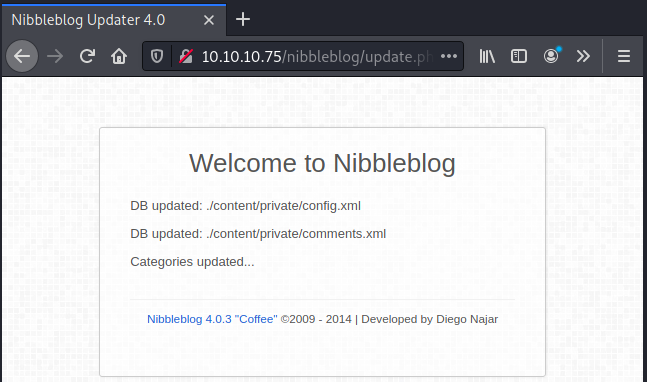 Nibbleblog Updater 4.0
10.10.10.75/nibbleblog/update.ph
Welcome to Nibbleblog
DB updated: ./content/private/config.xml
DB updated: ./content/private/comments.xml
Categories updated...
Nibbleblog 4.0.3 "Coffee" ©2009 - 2014 | Developed by Diego Najar